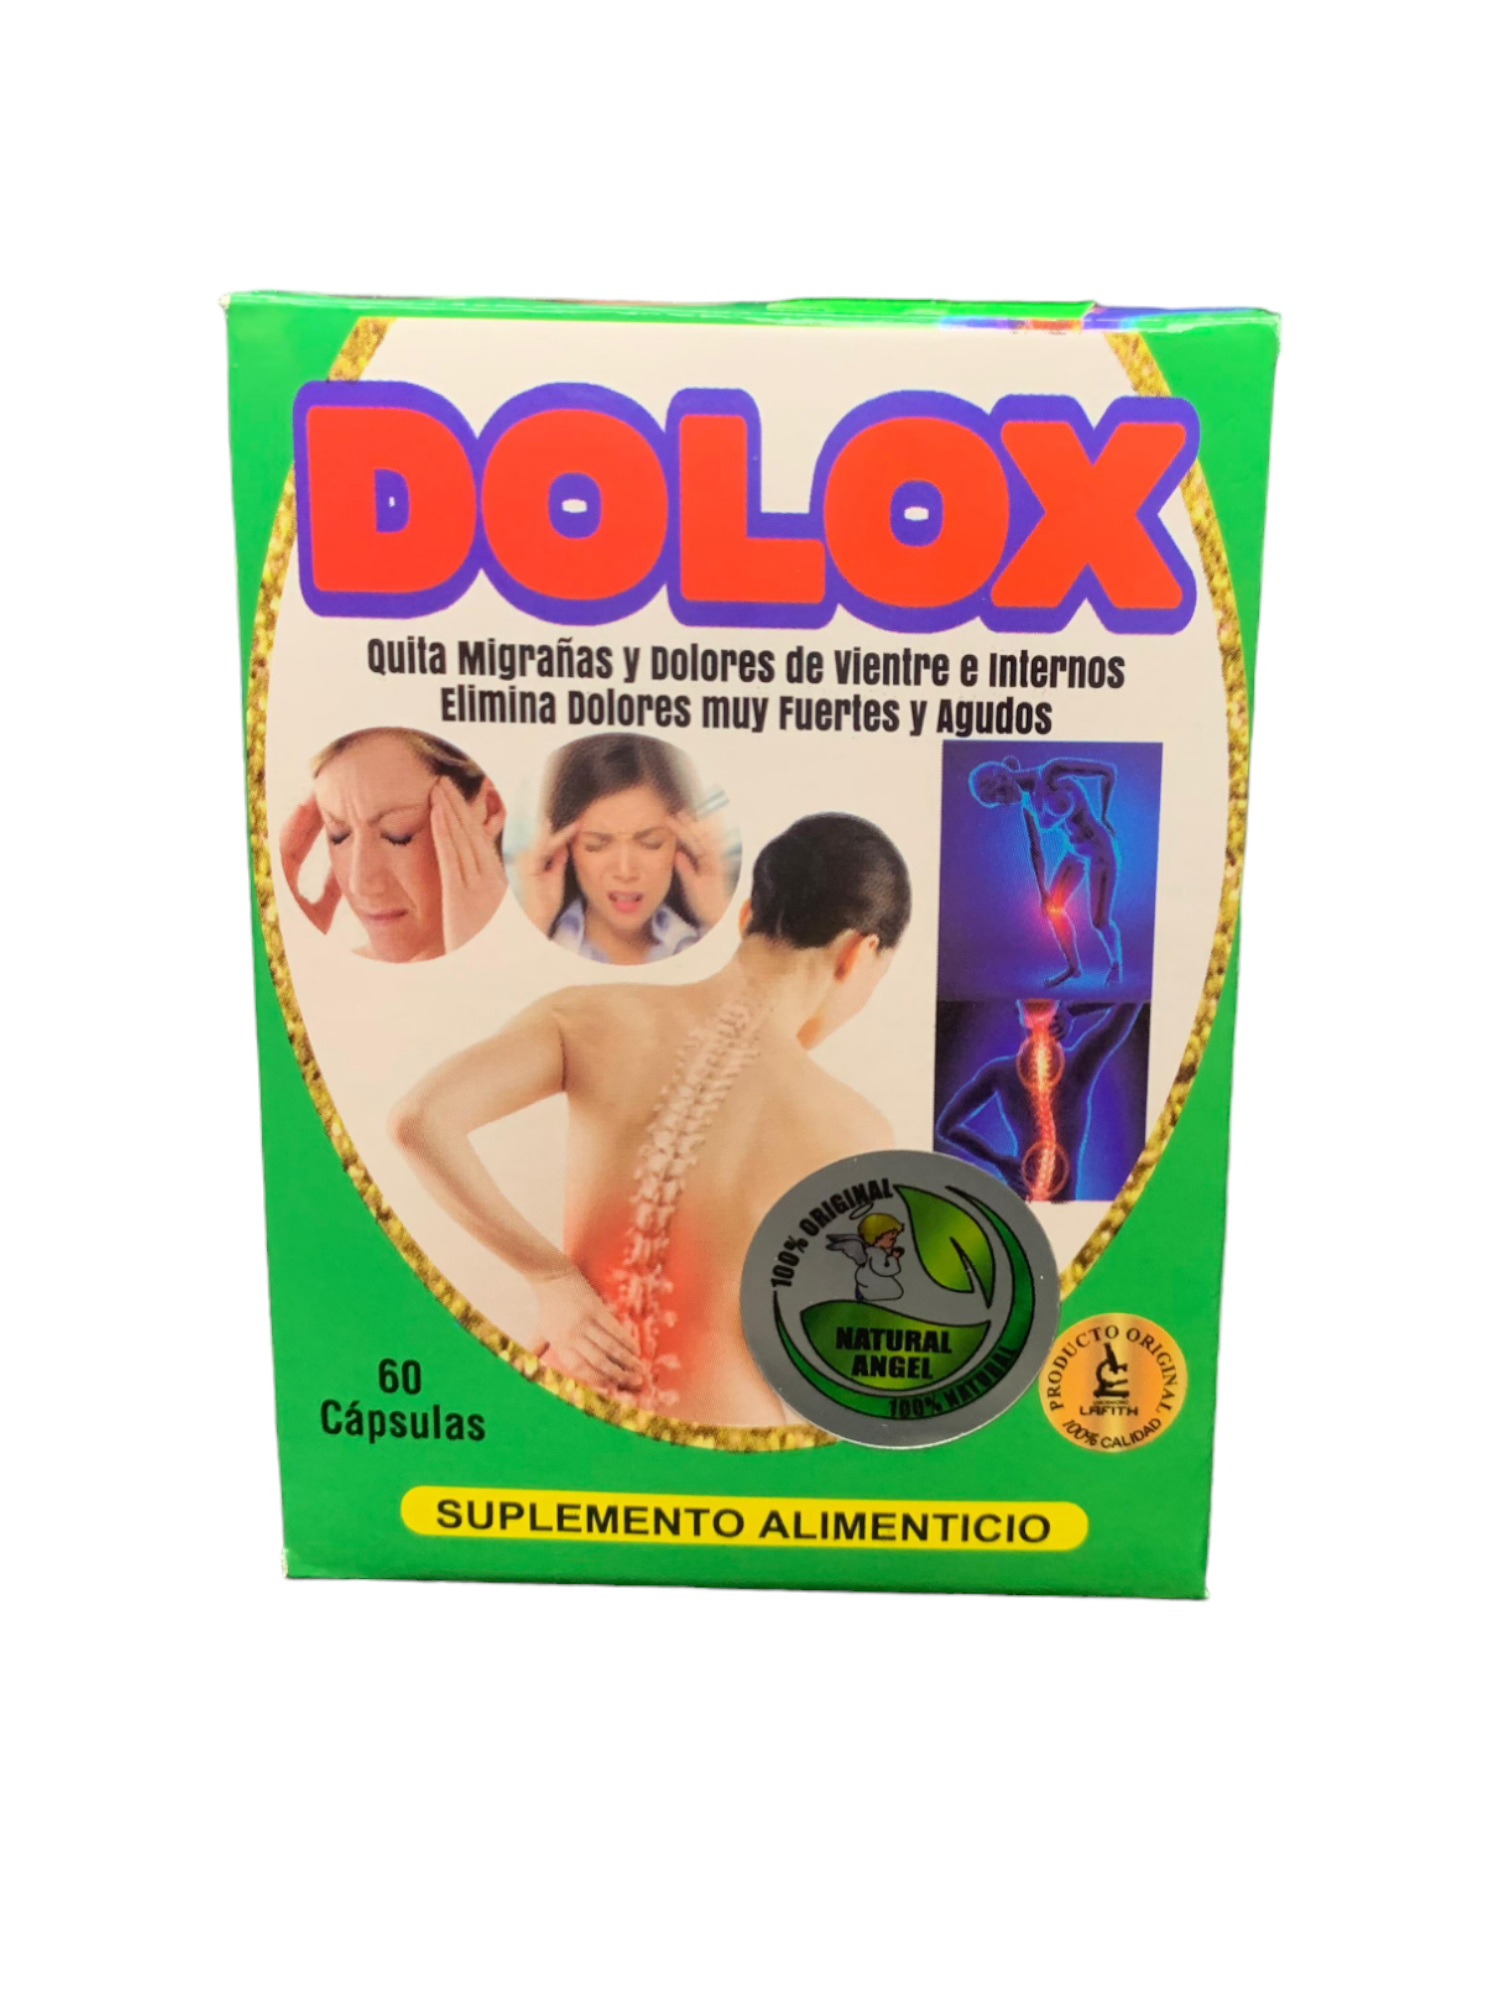 DOLOX
Quita Migrañas y Dolores de Vientre e Internos
Elimina Dolores muy Fuertes y Agudos
100% ORIGINAL
NATURAL
ANGEL
100% NATURAL
PRODUCTO ORIGINAL
LAFITH
100% CALIDAD
60
Cápsulas
SUPLEMENTO ALIMENTICIO